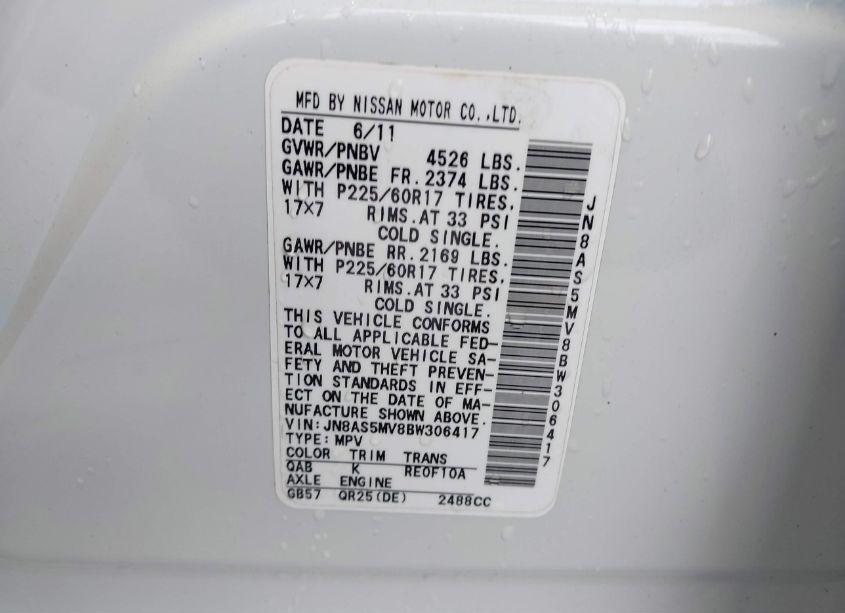 MFD BY NISSAN MOTOR CO.,LTD.
DATE 6/11
GVWR/PNBV 4526 LBS.
GAWR/PNBE FR.2374 LBS.
WITH P225/60R17 TIRES,
17×7 RIMS.AT 33 PSI
COLD SINGLE.
GAWR/PNBE RR.2169 LBS.
WITH P225/60R17 TIRES,
17×7 RIMS.AT 33 PSI
COLD SINGLE.
THIS VEHICLE CONFORMS
TO ALL APPLICABLE FED-
ERAL MOTOR VEHICLE SA-
FETY AND THEFT PREVEN-
TION STANDARDS IN EFF-
ECT ON THE DATE OF MA-
NUFACTURE SHOWN ABOVE.
VIN:JN8AS5MV8BW306417
TYPE:MPV
COLOR TRIM TRANS
QAB K RE0F10A
AXLE ENGINE
GB57 QR25(DE) 2488CC
JN8AS5MV8BW306417